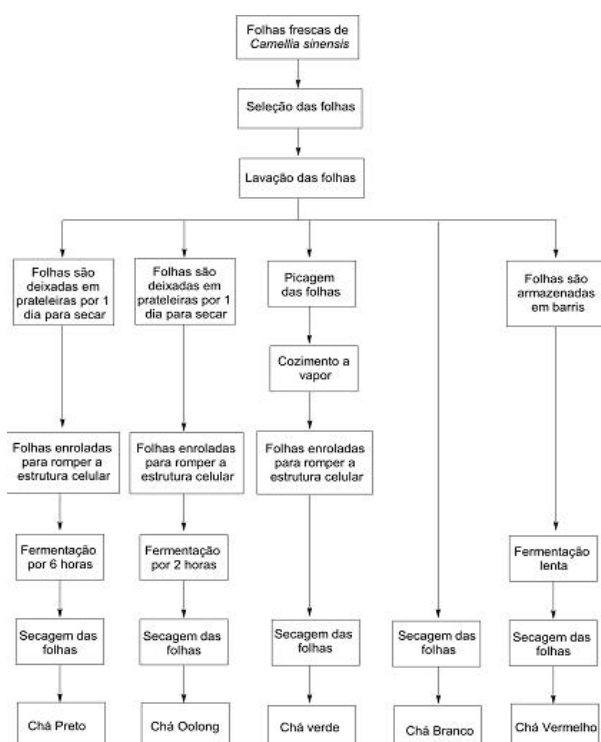 Folhas frescas de
Camellia sinensis
Seleção das folhas
Lavação das folhas
Folhas são
deixadas em
prateleiras por 1
dia para secar
Folhas são
deixadas em
prateleiras por 1
dia para secar
Picagem
das folhas
Folhas são
armazenadas
em barris
Cozimento a
vapor
Folhas enroladas
para romper a
estrutura celular
Folhas enroladas
para romper a
estrutura celular
Folhas enroladas
para romper a
estrutura celular
Fermentação
por 6 horas
Fermentação
por 2 horas
Fermentação
lenta
Secagem das
folhas
Secagem das
folhas
Secagem das
folhas
Secagem das
folhas
Secagem das
folhas
Chá Preto
Chá Oolong
Chá verde
Chá Branco
Chá Vermelho